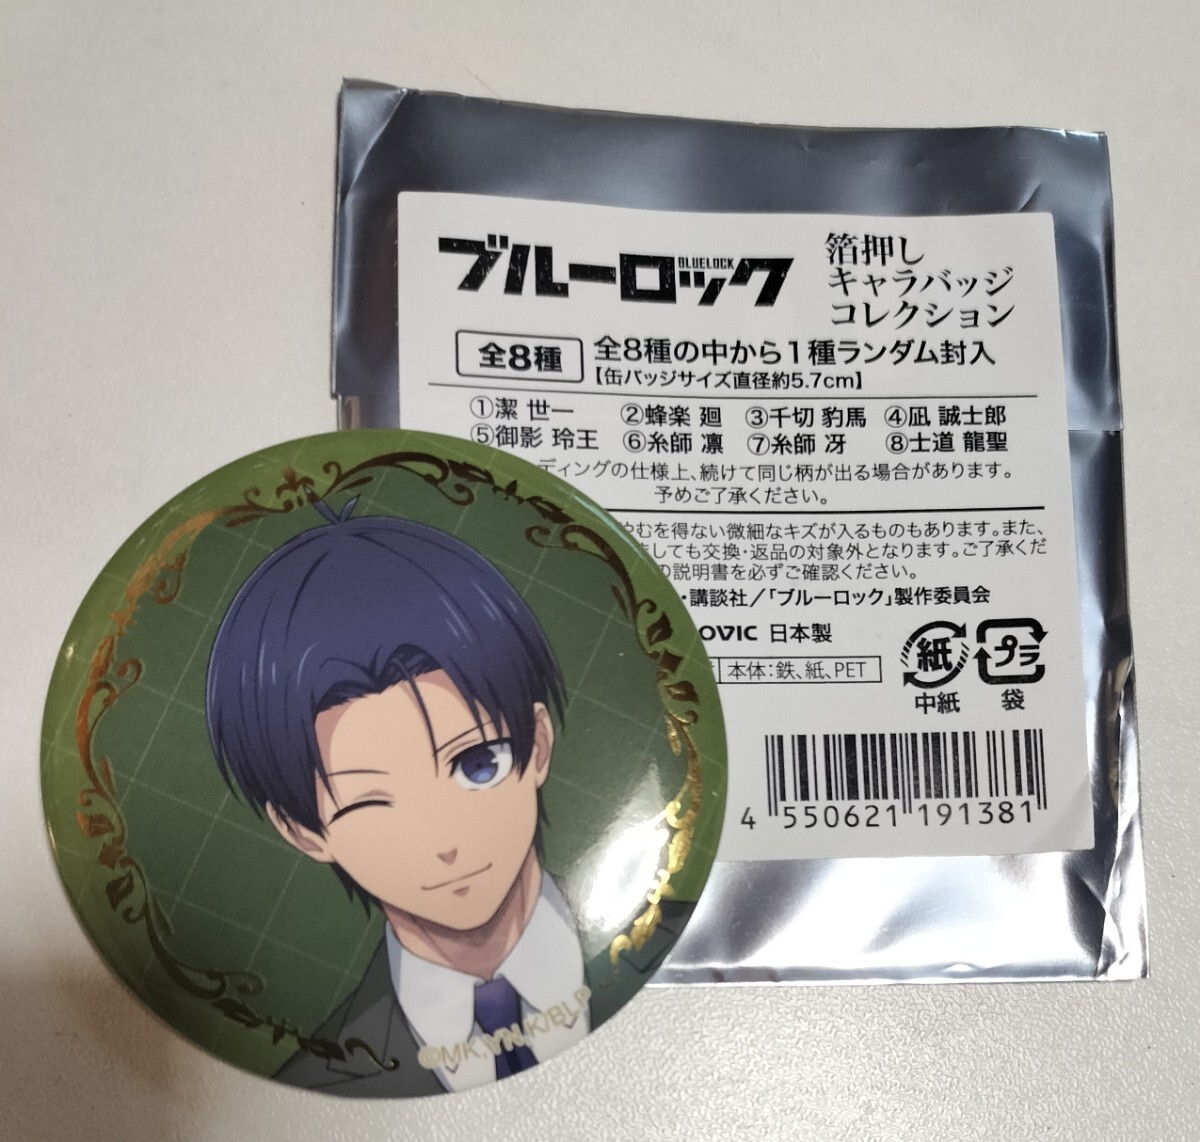 ブルーロック
BLUELOCK
箔押し
キャラバッジ
コレクション
全8種
全8種の中から1種ランダム封入
【缶バッジサイズ直径約5.7cm】
①潔 世一 ②蜂楽 廻 ③千切 豹馬 ④凪 誠士郎
⑤御影 玲王 ⑥糸師 凛 ⑦糸師 冴 ⑧士道 龍聖
ディングの仕様上、続けて同じ柄が出る場合があります。
予めご了承ください。
やむを得ない微細なキズが入るものもあります。また、
しても交換・返品の対象外となります。ご了承くだ
の説明書を必ずご確認ください。
・講談社/「ブルーロック」製作委員会
OVIC 日本製
本体:鉄、紙、PET
紙
中紙
プラ
袋
4 550621 191381
©MK,YN,K/BLP